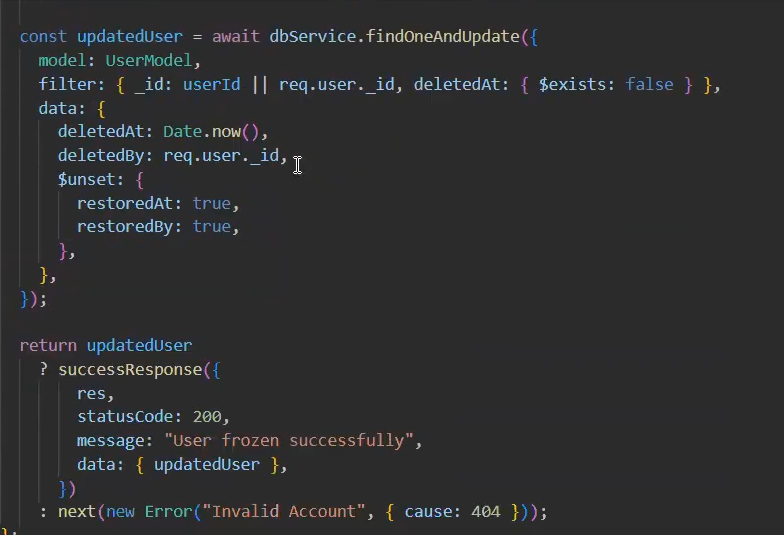 const updatedUser = await dbService.findOneAndUpdate({
model: UserModel,
filter: { _id: userId || req.user._id, deletedAt: { $exists: false } },
data: {
deletedAt: Date.now(),
deletedBy: req.user._id,
$unset: {
restoredAt: true,
restoredBy: true,
},
},
});
return updatedUser
? successResponse({
res,
statusCode: 200,
message: "User frozen successfully",
data: { updatedUser },
})
: next(new Error("Invalid Account", { cause: 404 }));
};